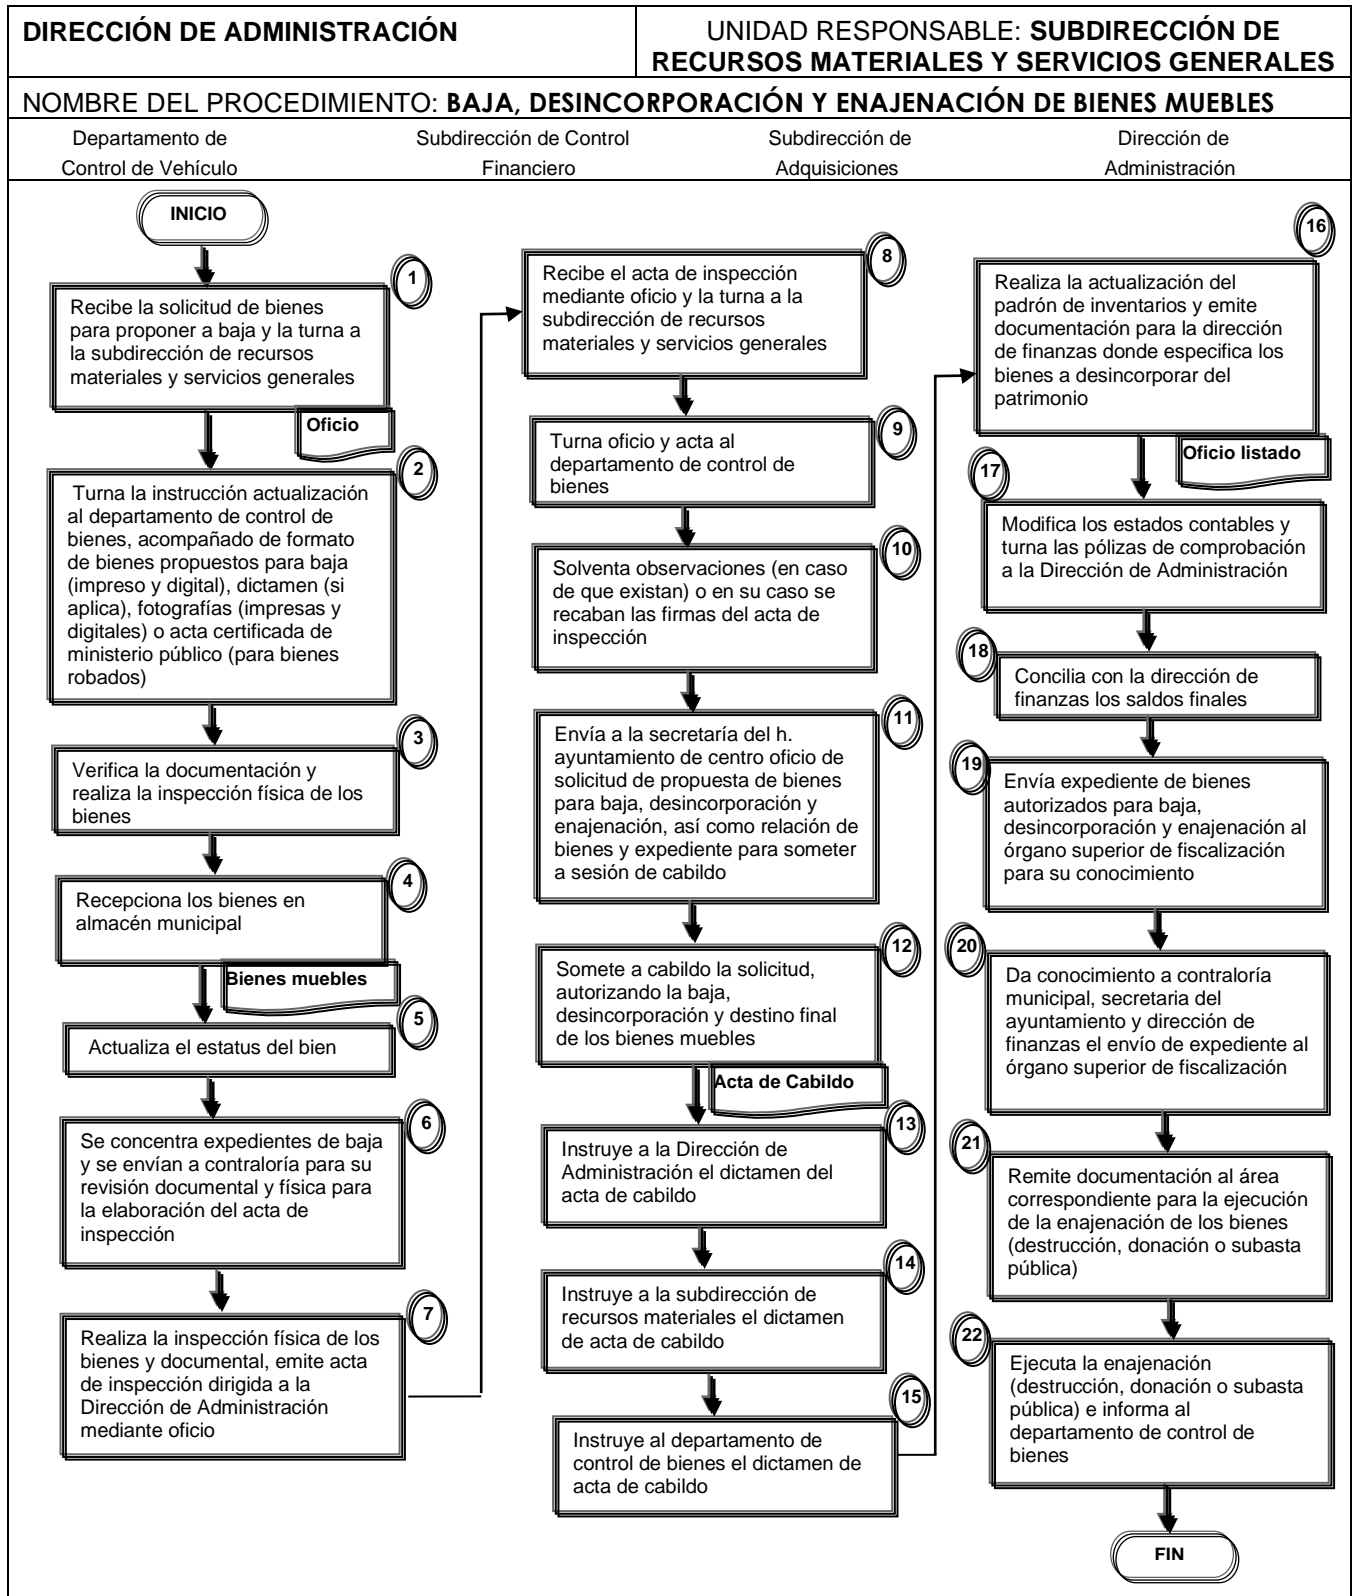 DIRECCIÓN DE ADMINISTRACIÓN
UNIDAD RESPONSABLE: SUBDIRECCIÓN DE
RECURSOS MATERIALES Y SERVICIOS GENERALES
NOMBRE DEL PROCEDIMIENTO: BAJA, DESINCORPORACIÓN Y ENAJENACIÓN DE BIENES MUEBLES
Departamento de
Control de Vehículo
Subdirección de Control
Financiero
Subdirección de
Adquisiciones
Dirección de
Administración
INICIO
1
Recibe la solicitud de bienes
para proponer a baja y la turna a
la subdirección de recursos
materiales y servicios generales
Oficio
2
Turna la instrucción actualización
al departamento de control de
bienes, acompañado de formato
de bienes propuestos para baja
(impreso y digital), dictamen (si
aplica), fotografías (impresas y
digitales) o acta certificada de
ministerio público (para bienes
robados)
3
Verifica la documentación y
realiza la inspección física de los
bienes
4
Recepciona los bienes en
almacén municipal
Bienes muebles
5
Actualiza el estatus del bien
6
Se concentra expedientes de baja
y se envían a contraloría para su
revisión documental y física para
la elaboración del acta de
inspección
7
Realiza la inspección física de los
bienes y documental, emite acta
de inspección dirigida a la
Dirección de Administración
mediante oficio
8
Recibe el acta de inspección
mediante oficio y la turna a la
subdirección de recursos
materiales y servicios generales
9
Turna oficio y acta al
departamento de control de
bienes
10
Solventa observaciones (en caso
de que existan) o en su caso se
recaban las firmas del acta de
inspección
11
Envía a la secretaría del h.
ayuntamiento de centro oficio de
solicitud de propuesta de bienes
para baja, desincorporación y
enajenación, así como relación de
bienes y expediente para someter
a sesión de cabildo
12
Somete a cabildo la solicitud,
autorizando la baja,
desincorporación y destino final
de los bienes muebles
Acta de Cabildo
13
Instruye a la Dirección de
Administración el dictamen del
acta de cabildo
14
Instruye a la subdirección de
recursos materiales el dictamen
de acta de cabildo
15
Instruye al departamento de
control de bienes el dictamen de
acta de cabildo
16
Realiza la actualización del
padrón de inventarios y emite
documentación para la dirección
de finanzas donde especifica los
bienes a desincorporar del
patrimonio
Oficio listado
17
Modifica los estados contables y
turna las pólizas de comprobación
a la Dirección de Administración
18
Concilia con la dirección de
finanzas los saldos finales
19
Envía expediente de bienes
autorizados para baja,
desincorporación y enajenación al
órgano superior de fiscalización
para su conocimiento
20
Da conocimiento a contraloría
municipal, secretaria del
ayuntamiento y dirección de
finanzas el envío de expediente al
órgano superior de fiscalización
21
Remite documentación al área
correspondiente para la ejecución
de la enajenación de los bienes
(destrucción, donación o subasta
pública)
22
Ejecuta la enajenación
(destrucción, donación o subasta
pública) e informa al
departamento de control de
bienes
FIN